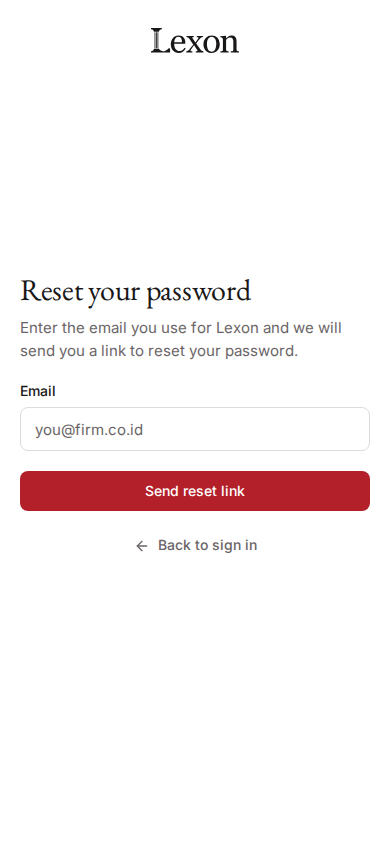 Lexon
Reset your password
Enter the email you use for Lexon and we will
send you a link to reset your password.
Email
you@firm.co.id
Send reset link
← Back to sign in